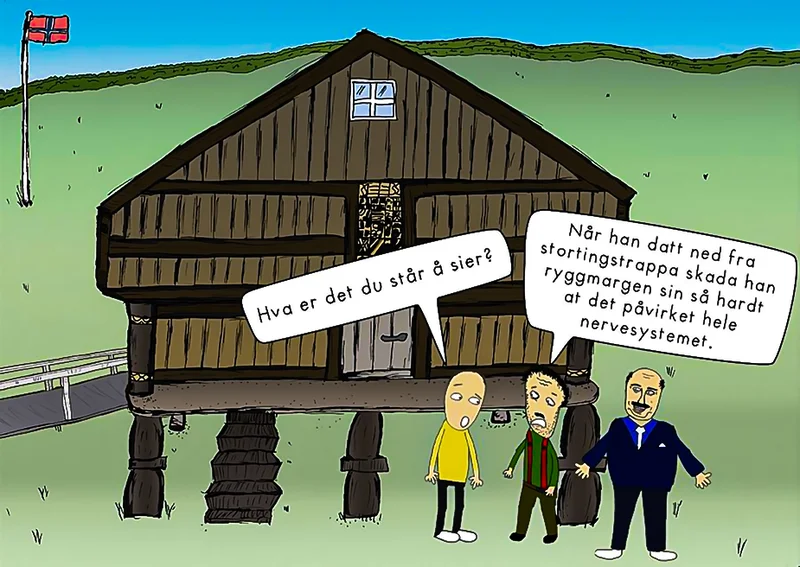 Hva er det du står å sier?
Når han datt ned fra
stortingstrappa skada han
ryggmargen sin så hardt
at det påvirket hele
nervesystemet.